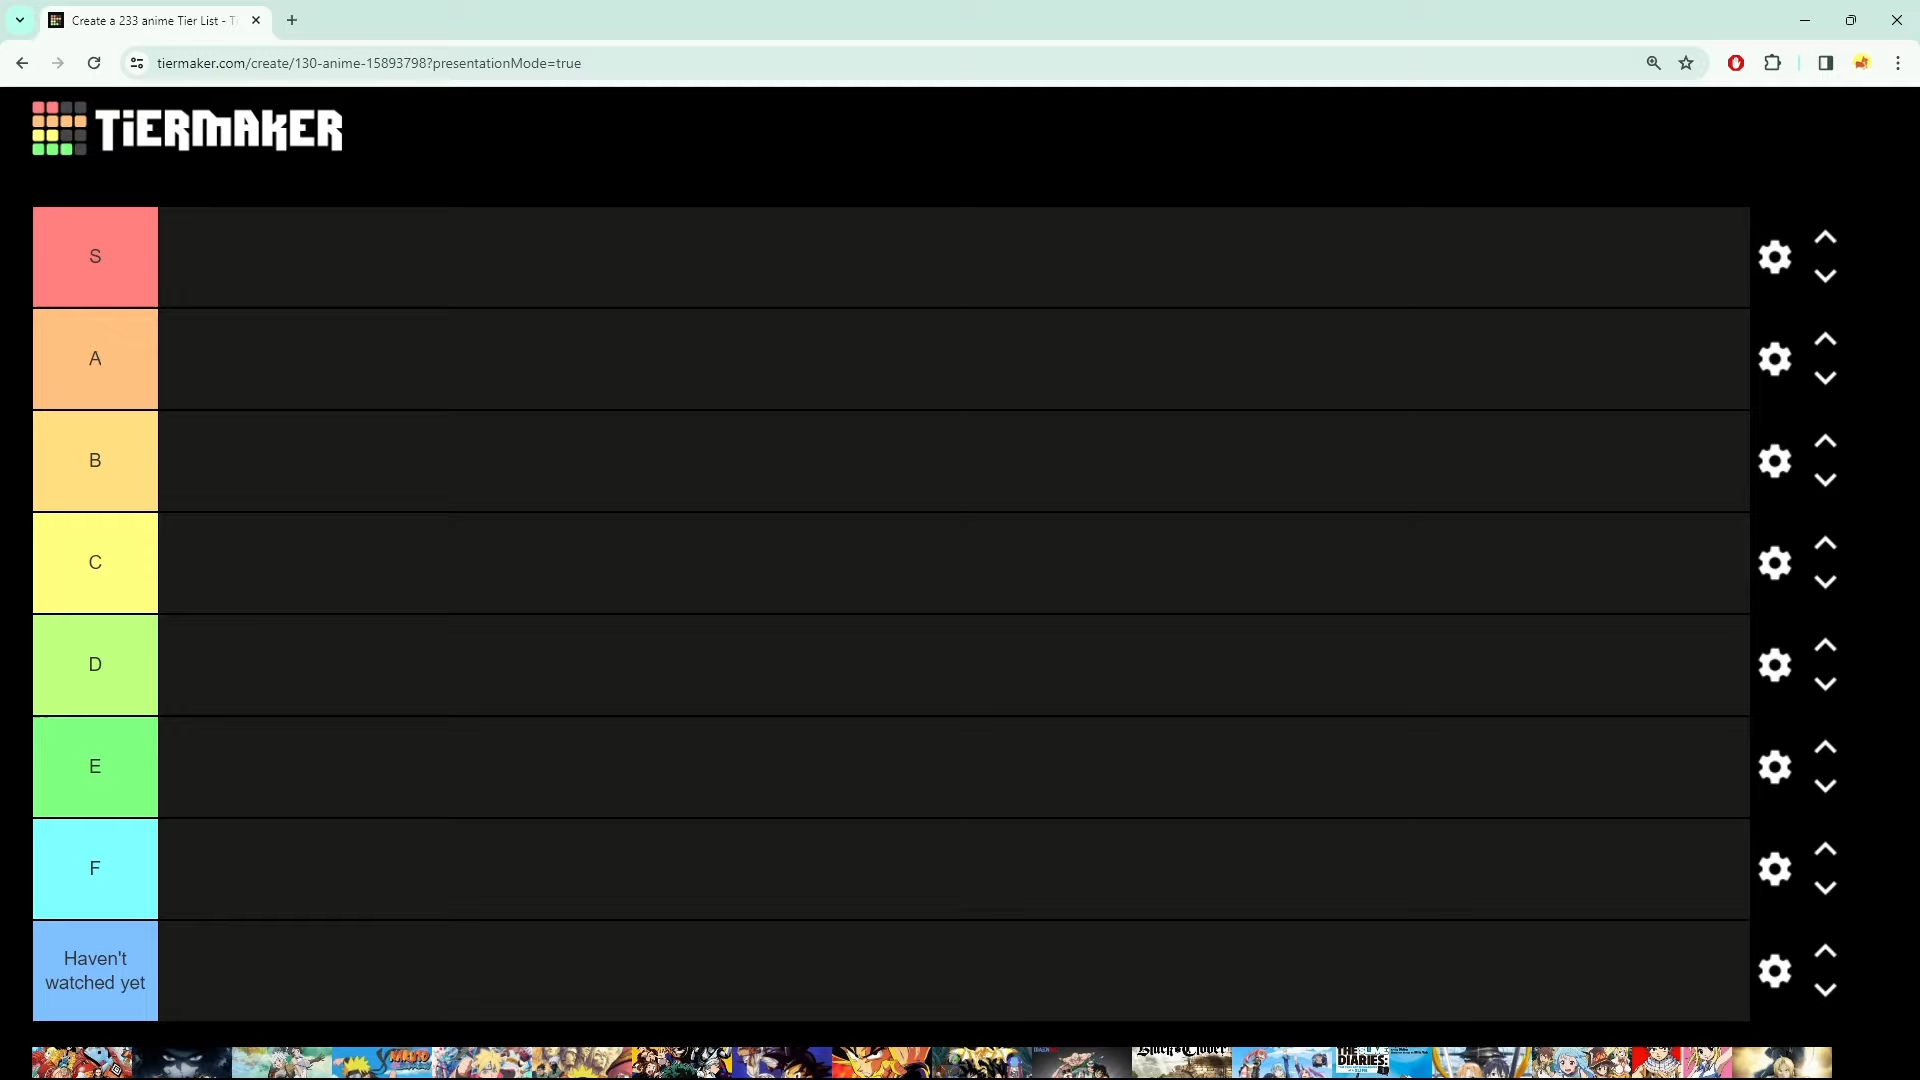 Create a 233 anime Tier List - T
tiermaker.com/create/130-anime-15893798?presentationMode=true
TiERMAKER
S
A
B
C
D
E
F
Haven't
watched yet
NARUTO
Black Clover
THE
DIARIES: